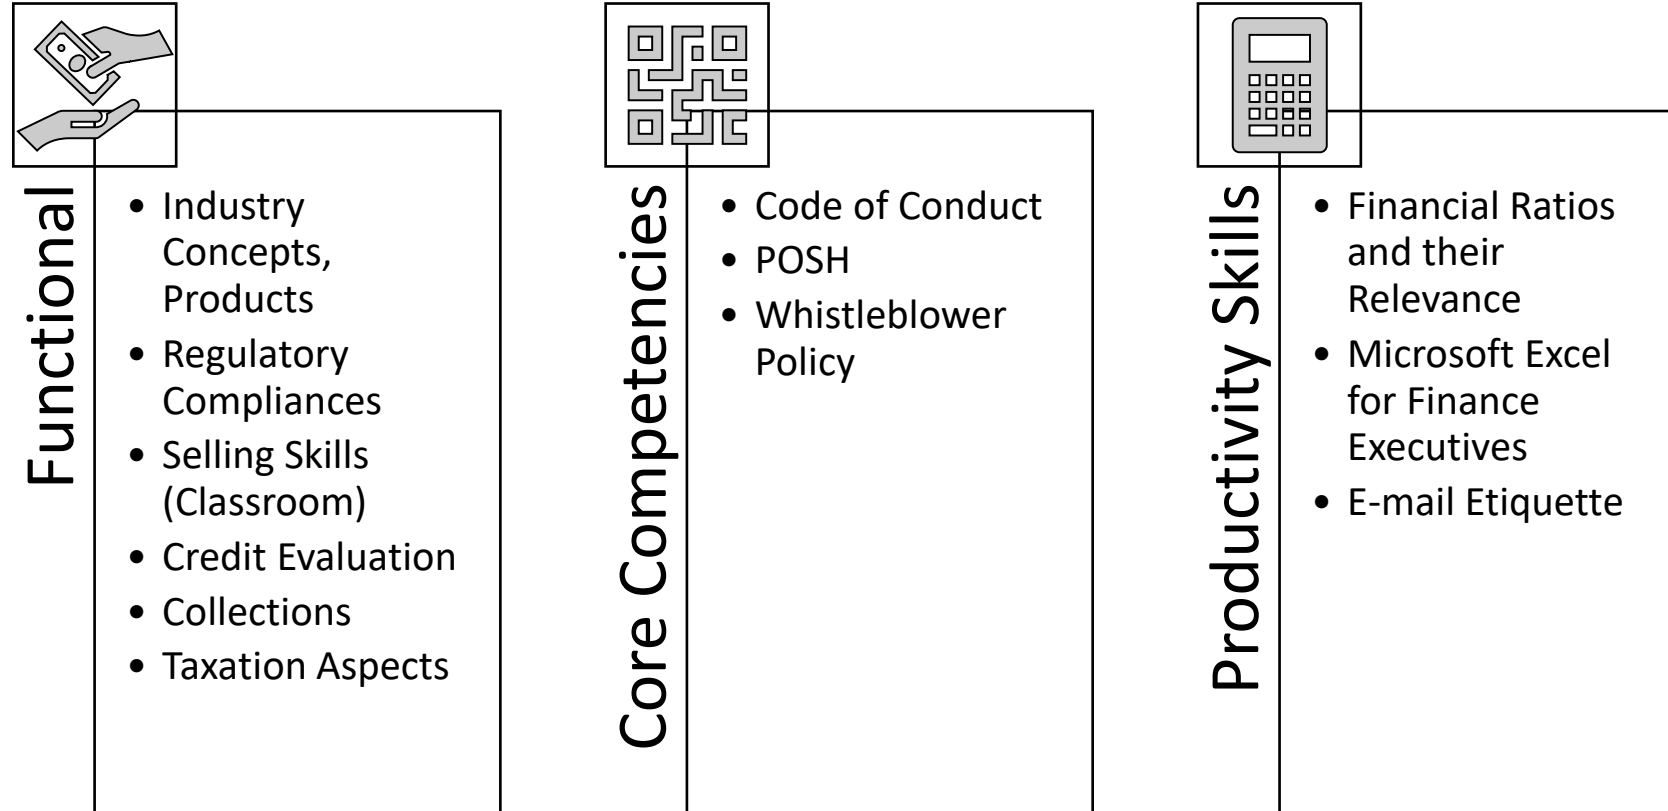 Functional
• Industry
Concepts,
Products
• Regulatory
Compliances
• Selling Skills
(Classroom)
• Credit Evaluation
• Collections
• Taxation Aspects
Core Competencies
• Code of Conduct
• POSH
• Whistleblower
Policy
Productivity Skills
• Financial Ratios
and their
Relevance
• Microsoft Excel
for Finance
Executives
• E-mail Etiquette